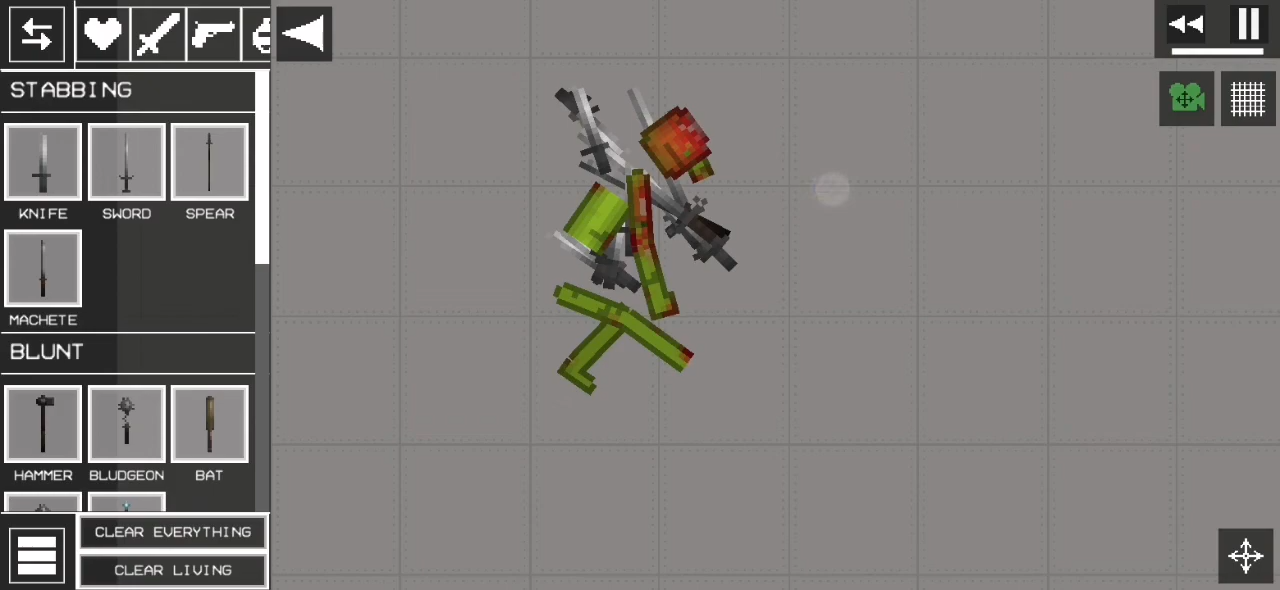 STABBING
KNIFE SWORD SPEAR
MACHETE
BLUNT
HAMMER BLUDGEON BAT
CLEAR EVERYTHING
CLEAR LIVING